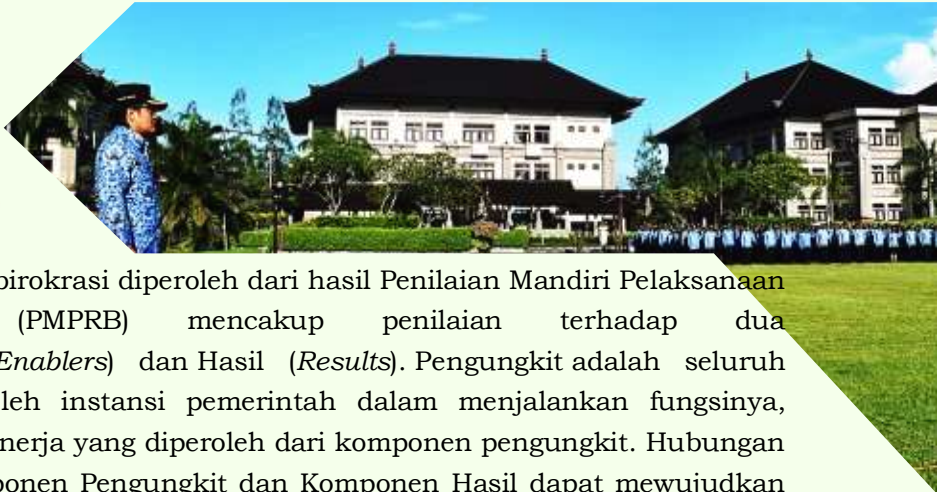 birokrasi diperoleh dari hasil Penilaian Mandiri Pelaksanaan
(PMPRB) mencakup penilaian terhadap dua
Enablers) dan Hasil (Results). Pengungkit adalah seluruh
leh instansi pemerintah dalam menjalankan fungsinya,
nerja yang diperoleh dari komponen pengungkit. Hubungan
ponen Pengungkit dan Komponen Hasil dapat mewujudkan